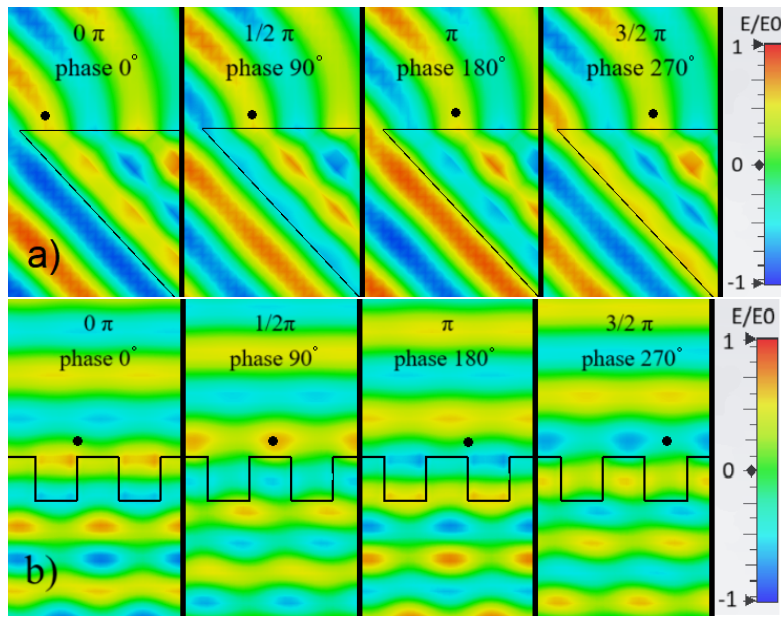 0 π
phase 0°
1/2 π
phase 90°
π
phase 180°
3/2 π
phase 270°
E/E0
1
0
-1
a)
0 π
phase 0°
1/2π
phase 90°
π
phase 180°
3/2 π
phase 270°
E/E0
1
0
-1
b)